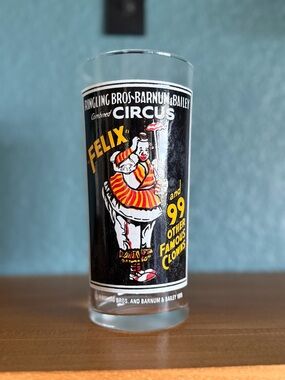 RINGLING BROS. BARNUM & BAILEY
Combined CIRCUS
"FELIX"
and
99
OTHER
FAMOUS
CLOWNS
BROS. AND BARNUM & BAILEY